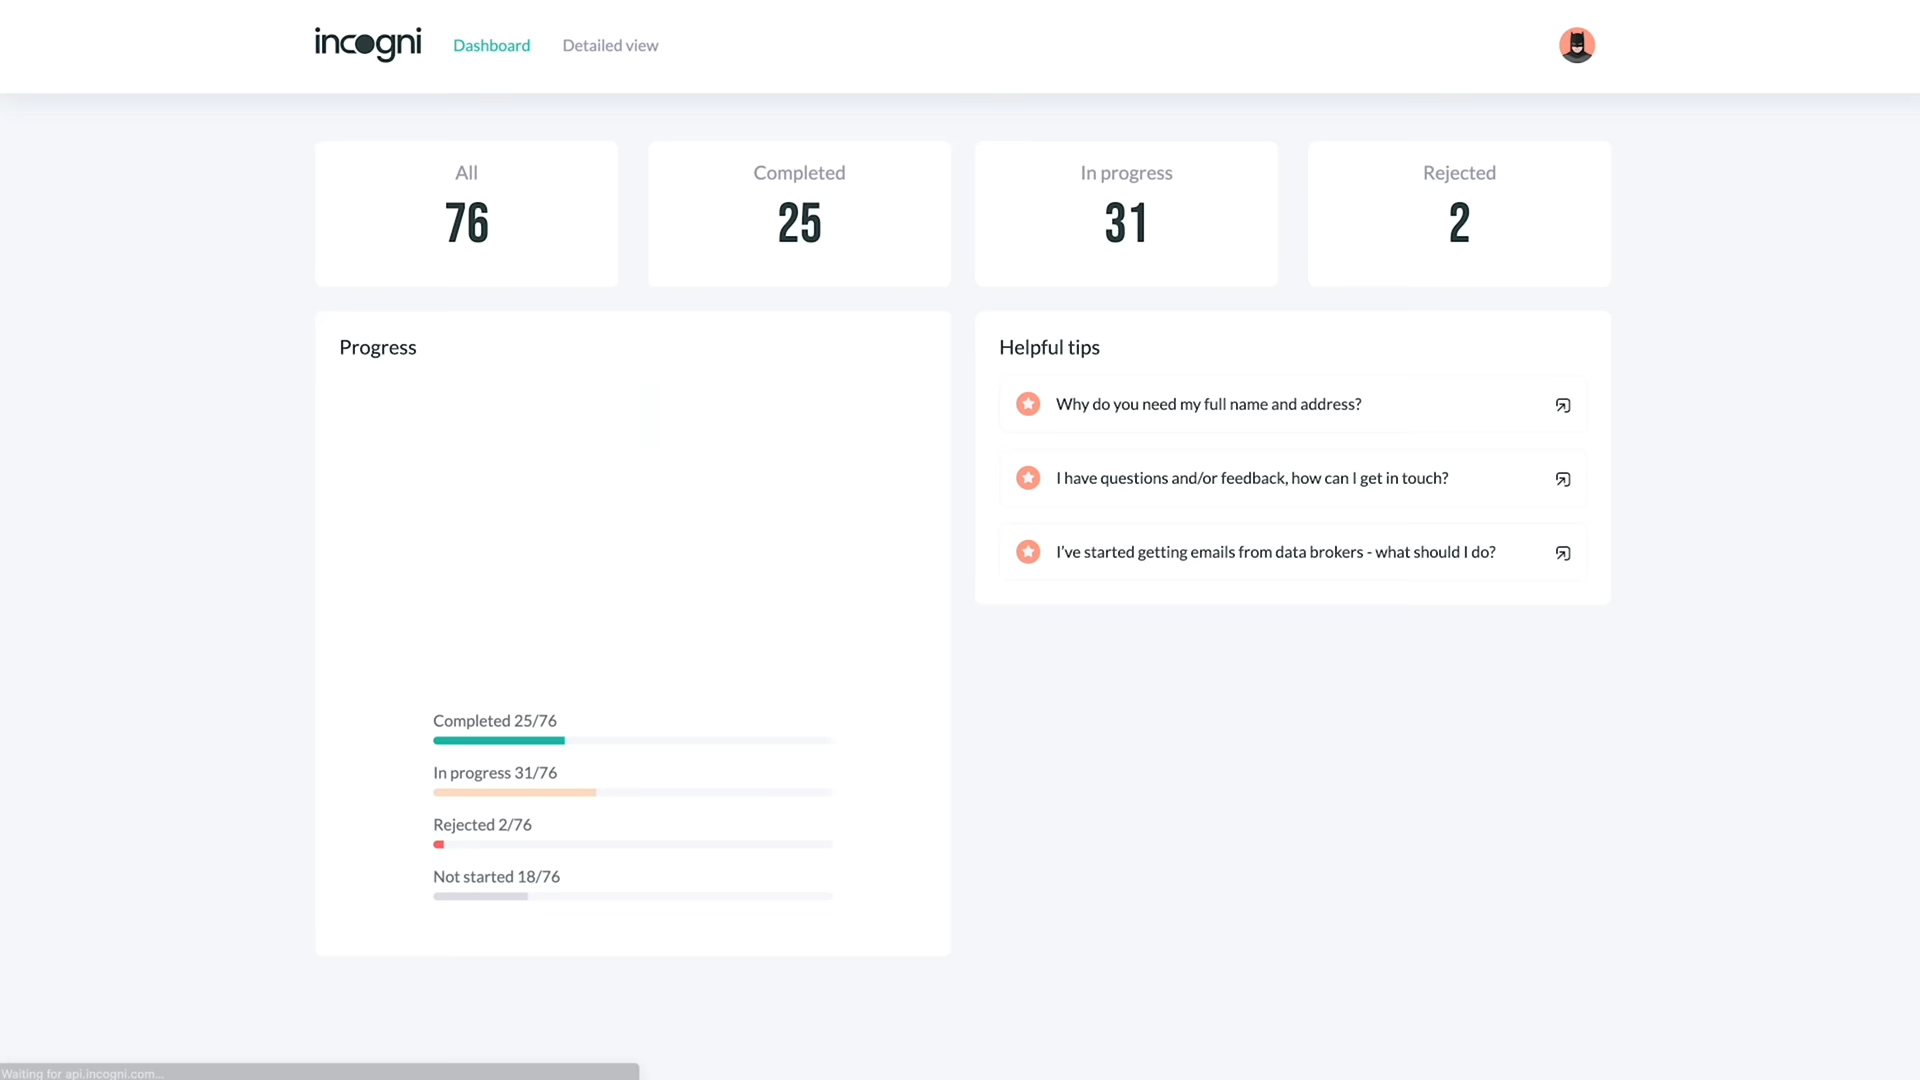 incogni
Dashboard
Detailed view
All
76
Completed
25
In progress
31
Rejected
2
Progress
Completed 25/76
In progress 31/76
Rejected 2/76
Not started 18/76
Helpful tips
Why do you need my full name and address?
I have questions and/or feedback, how can I get in touch?
I've started getting emails from data brokers - what should I do?
Waiting for api.incogni.com...